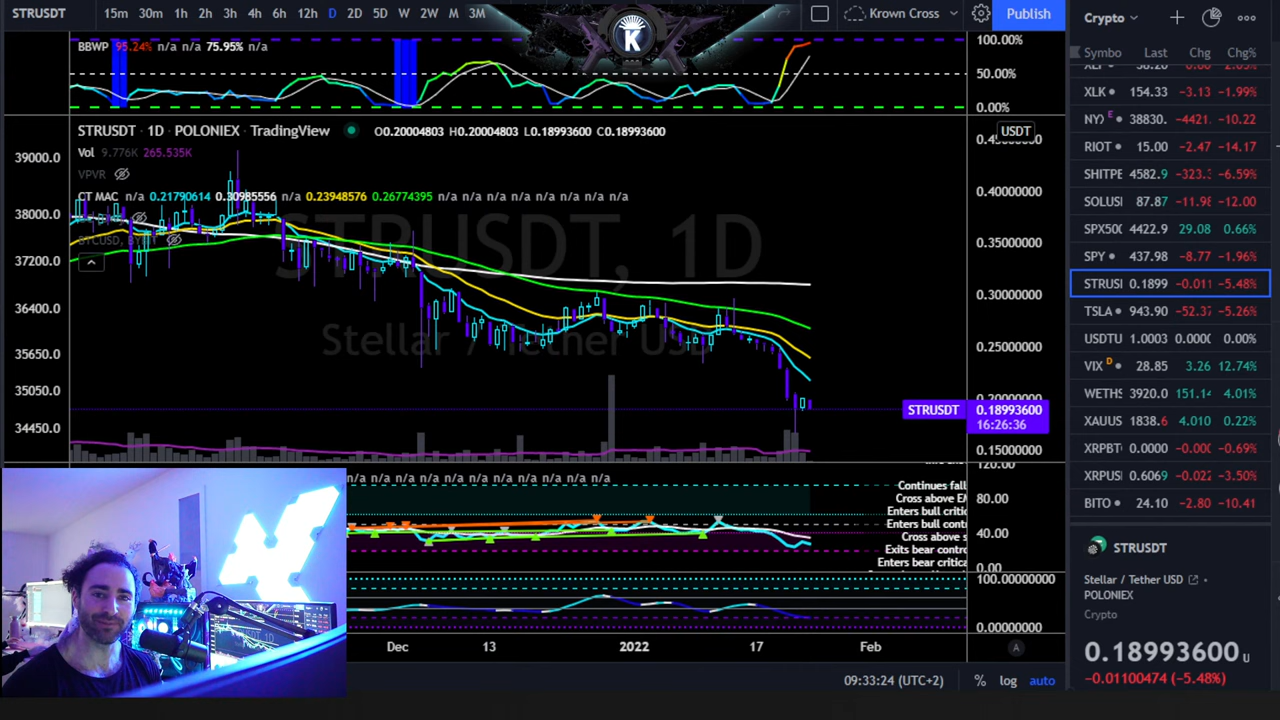 STRUSDT 15m 30m 1h 2h 3h 4h 6h 12h D 2D 5D W 2W M 3M K Krown Cross Publish
Crypto
BBWP 95.24% n/a n/a 75.95% n/a
100.00%
50.00%
0.00%
STRUSDT · 1D · POLONIEX · TradingView O0.20004803 H0.20004803 L0.18993600 C0.18993600
USDT
Vol 9.776K 265.535K
VPVR
CT MAC n/a 0.21790614 0.30985556 n/a 0.23948576 0.26774395 n/a n/a n/a n/a n/a n/a n/a n/a
STRUSDT, 1D
Stellar / Tether USD
39000.0
38000.0
37200.0
36400.0
35650.0
35050.0
34450.0
0.40000000
0.35000000
0.30000000
0.25000000
0.20000000
STRUSDT 0.18993600
16:26:36
0.15000000
n/a n/a n/a n/a n/a n/a n/a n/a n/a n/a n/a
120.00
80.00
40.00
0.00
Continues fall
Cross above EM
Enters bull critic
Enters bull cont
Cross above s
Exits bear contro
Enters bear critica
100.00000000
0.00000000
Dec 13 2022 17 Feb
A
09:33:24 (UTC+2) % log auto
Symbo Last Chg Chg%
XLK 154.33 -3.13 -1.99%
NYX E 38830. -4421. -10.22
RIOT 15.00 -2.47 -14.17
SHITPE 4582.9 -323.3 -6.59%
SOLUSI 87.87 -11.98 -12.00
SPX500 4422.9 29.08 0.66%
SPY 437.98 -8.77 -1.96%
STRUSI 0.1899 -0.011 -5.48%
TSLA 943.90 -52.37 -5.26%
USDTU 1.0003 0.0000 0.00%
VIX D 28.85 3.26 12.74%
WETHS 3920.0 151.14 4.01%
XAUUS 1838.6 4.010 0.22%
XRPBT 0.0000 -0.00 -0.69%
XRPUS 0.6069 -0.022 -3.50%
BITO 24.10 -2.80 -10.41
STRUSDT
Stellar / Tether USD
POLONIEX
Crypto
0.18993600 U
-0.01100474 (-5.48%)